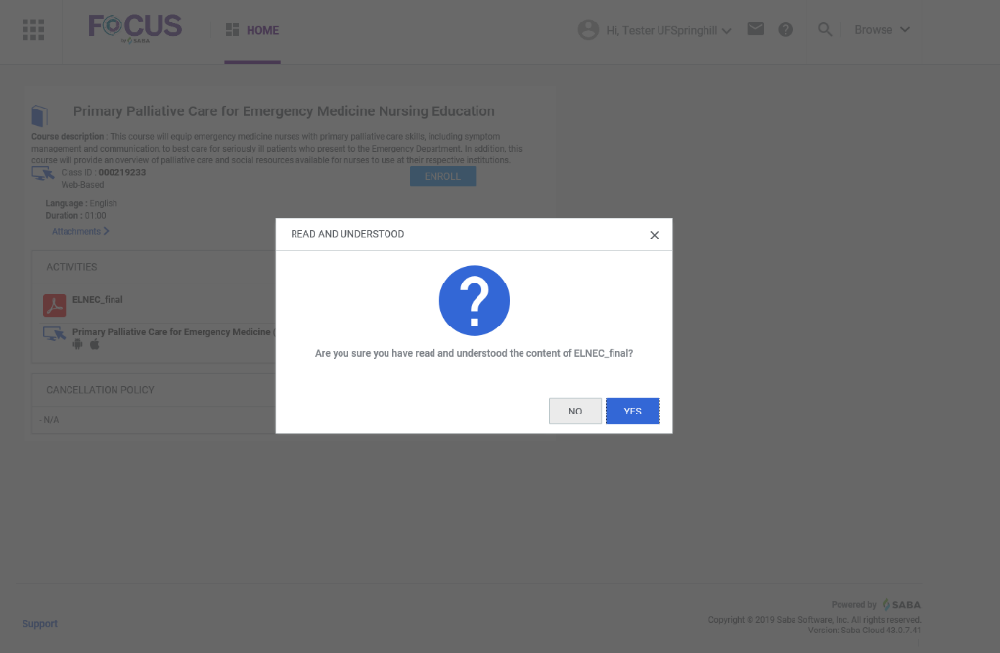 FOCUS
by SABA
HOME
Hi, Tester UFSpringhill
Browse
Primary Palliative Care for Emergency Medicine Nursing Education
Course description : This course will equip emergency medicine nurses with primary palliative care skills, including symptom
management and communication, to best care for seriously ill patients who present to the Emergency Department. In addition, this
course will provide an overview of palliative care and social resources available for nurses to use at their respective institutions.
Class ID : 000219233
Web-Based
ENROLL
Language : English
Duration : 01:00
Attachments
ACTIVITIES
ELNEC_final
Primary Palliative Care for Emergency Medicine
CANCELLATION POLICY
- N/A
READ AND UNDERSTOOD
?
Are you sure you have read and understood the content of ELNEC_final?
NO
YES
Support
Powered by SABA
Copyright © 2019 Saba Software, Inc. All rights reserved.
Version: Saba Cloud 43.0.7.41